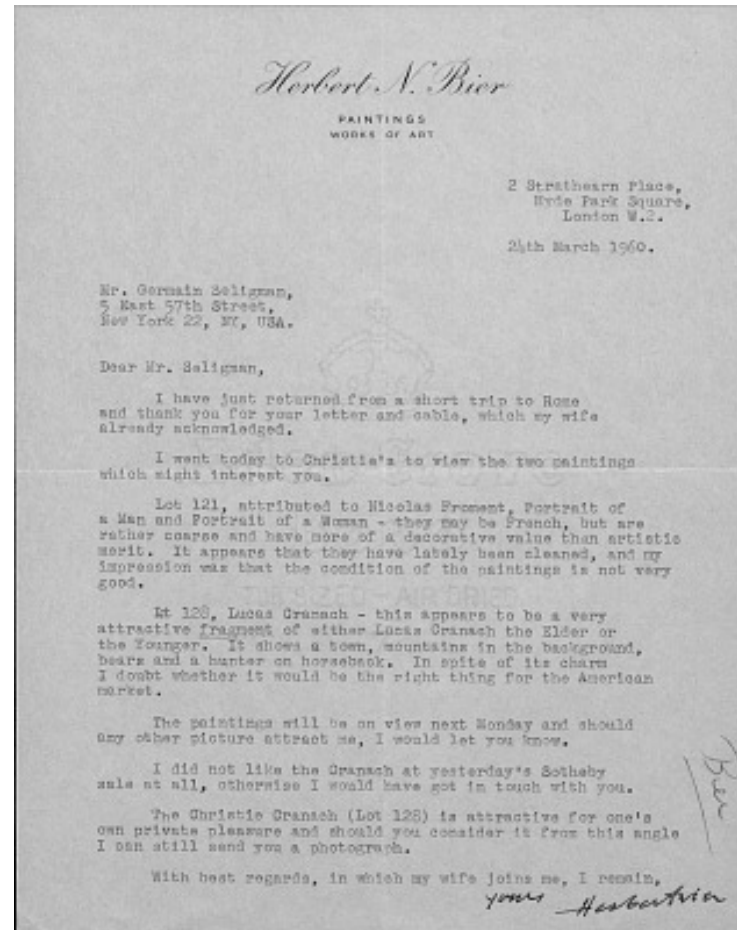 Herbert N. Bier
PAINTINGS
WORKS OF ART
2 Strathearn Place,
Hyde Park Square,
London W.2.
24th March 1960.
Mr. Germain Seligman,
5 East 57th Street,
New York 22, NY, USA.
Dear Mr. Seligman,
I have just returned from a short trip to Rome
and thank you for your letter and cable, which my wife
already acknowledged.
I went today to Christie's to view the two paintings
which might interest you.
Lot 121, attributed to Nicolas Froment, Portrait of
a Man and Portrait of a Woman - they may be French, but are
rather coarse and have more of a decorative value than artistic
merit. It appears that they have lately been cleaned, and my
impression was that the condition of the paintings is not very
good.
Lt 128, Lucas Cranach - this appears to be a very
attractive fragment of either Lucas Cranach the Elder or
the Younger. It shows a town, mountains in the background,
bears and a hunter on horseback. In spite of its charm
I doubt whether it would be the right thing for the American
market.
The paintings will be on view next Monday and should
any other picture attract me, I would let you know.
I did not like the Cranach at yesterday's Sotheby
sale at all, otherwise I would have got in touch with you.
Bier
The Christie Cranach (Lot 128) is attractive for one's
own private pleasure and should you consider it from this angle
I can still send you a photograph.
With best regards, in which my wife joins me, I remain,
yours Herbert Bier
TUB SIZED - AIR DRIED